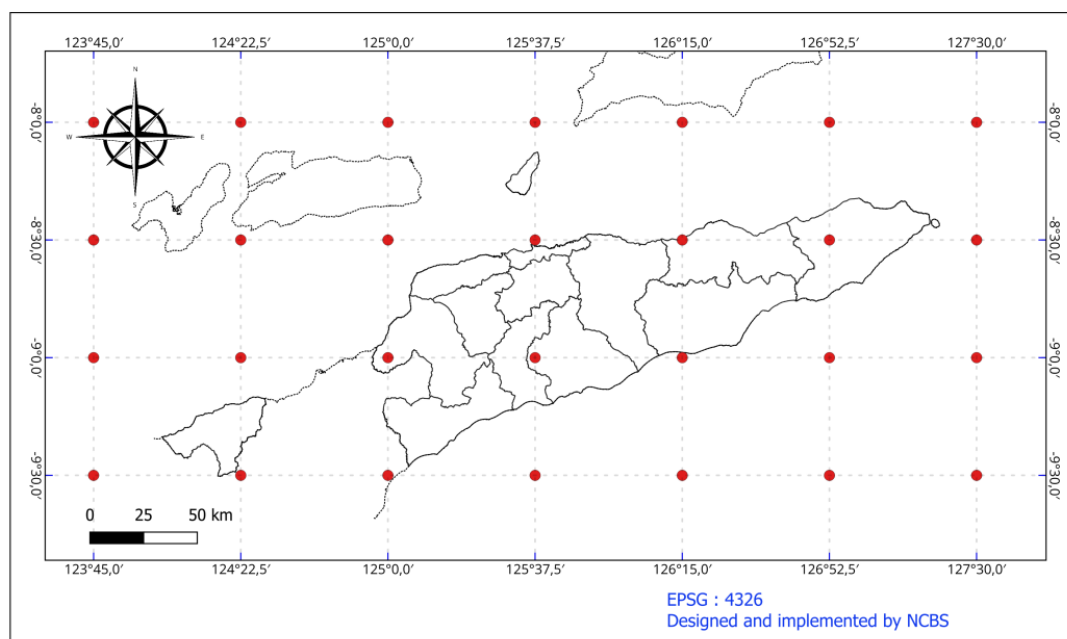 123°45,0′ 124°22,5′ 125°0,0′ 125°37,5′ 126°15,0′ 126°52,5′ 127°30,0′
N
-8°0,0′ -8°0,0′
W E
S
-8°30,0′ -8°30,0′
-9°0,0′ -9°0,0′
-9°30,0′ -9°30,0′
0 25 50 km
123°45,0′ 124°22,5′ 125°0,0′ 125°37,5′ 126°15,0′ 126°52,5′ 127°30,0′
EPSG : 4326
Designed and implemented by NCBS